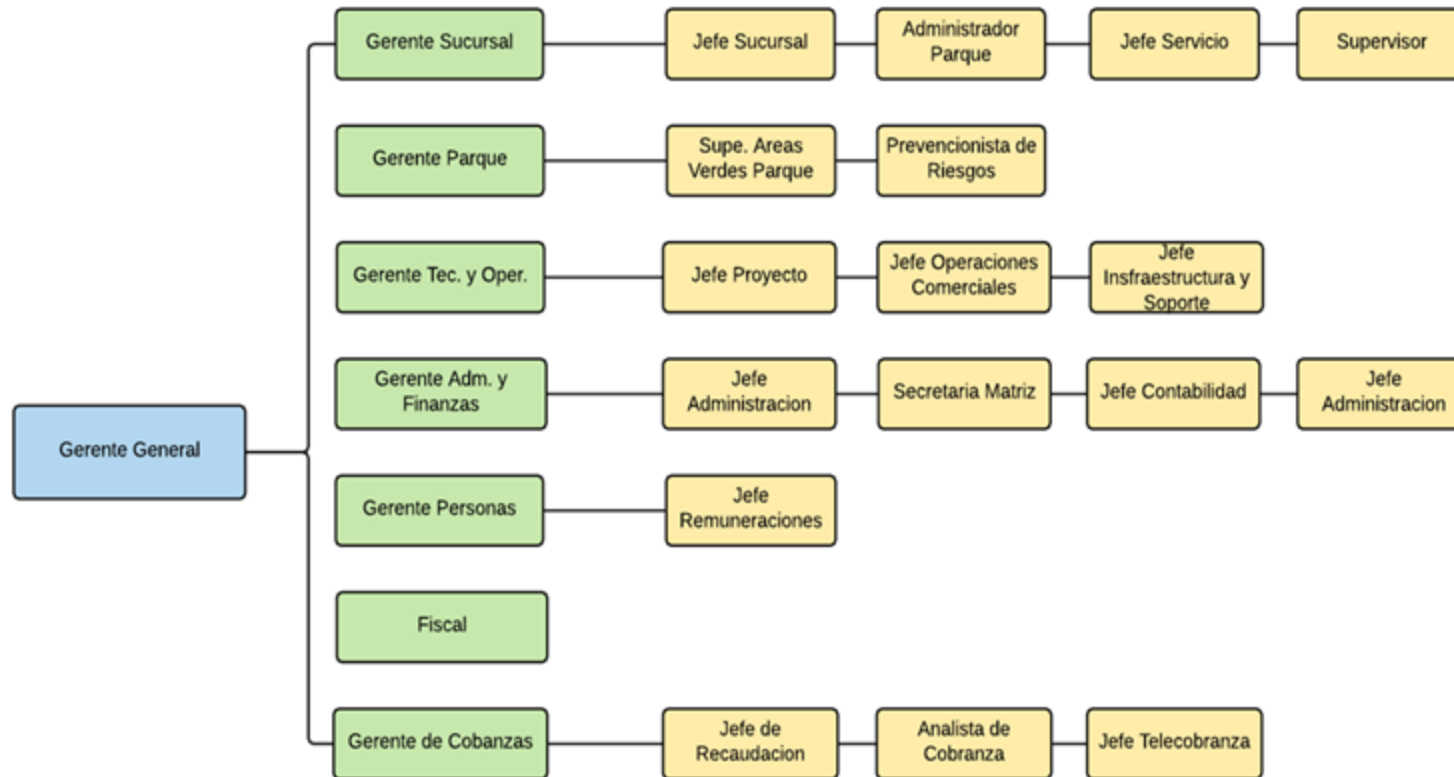 Gerente Sucursal
Jefe Sucursal
Administrador
Parque
Jefe Servicio
Supervisor
Gerente Parque
Supe. Areas
Verdes Parque
Prevencionista de
Riesgos
Gerente Tec. y Oper.
Jefe Proyecto
Jefe Operaciones
Comerciales
Jefe
Insfraestructura y
Soporte
Gerente Adm. y
Finanzas
Jefe
Administracion
Secretaria Matriz
Jefe Contabilidad
Jefe
Administracion
Gerente General
Gerente Personas
Jefe
Remuneraciones
Fiscal
Gerente de Cobanzas
Jefe de
Recaudacion
Analista de
Cobranza
Jefe Telecobranza